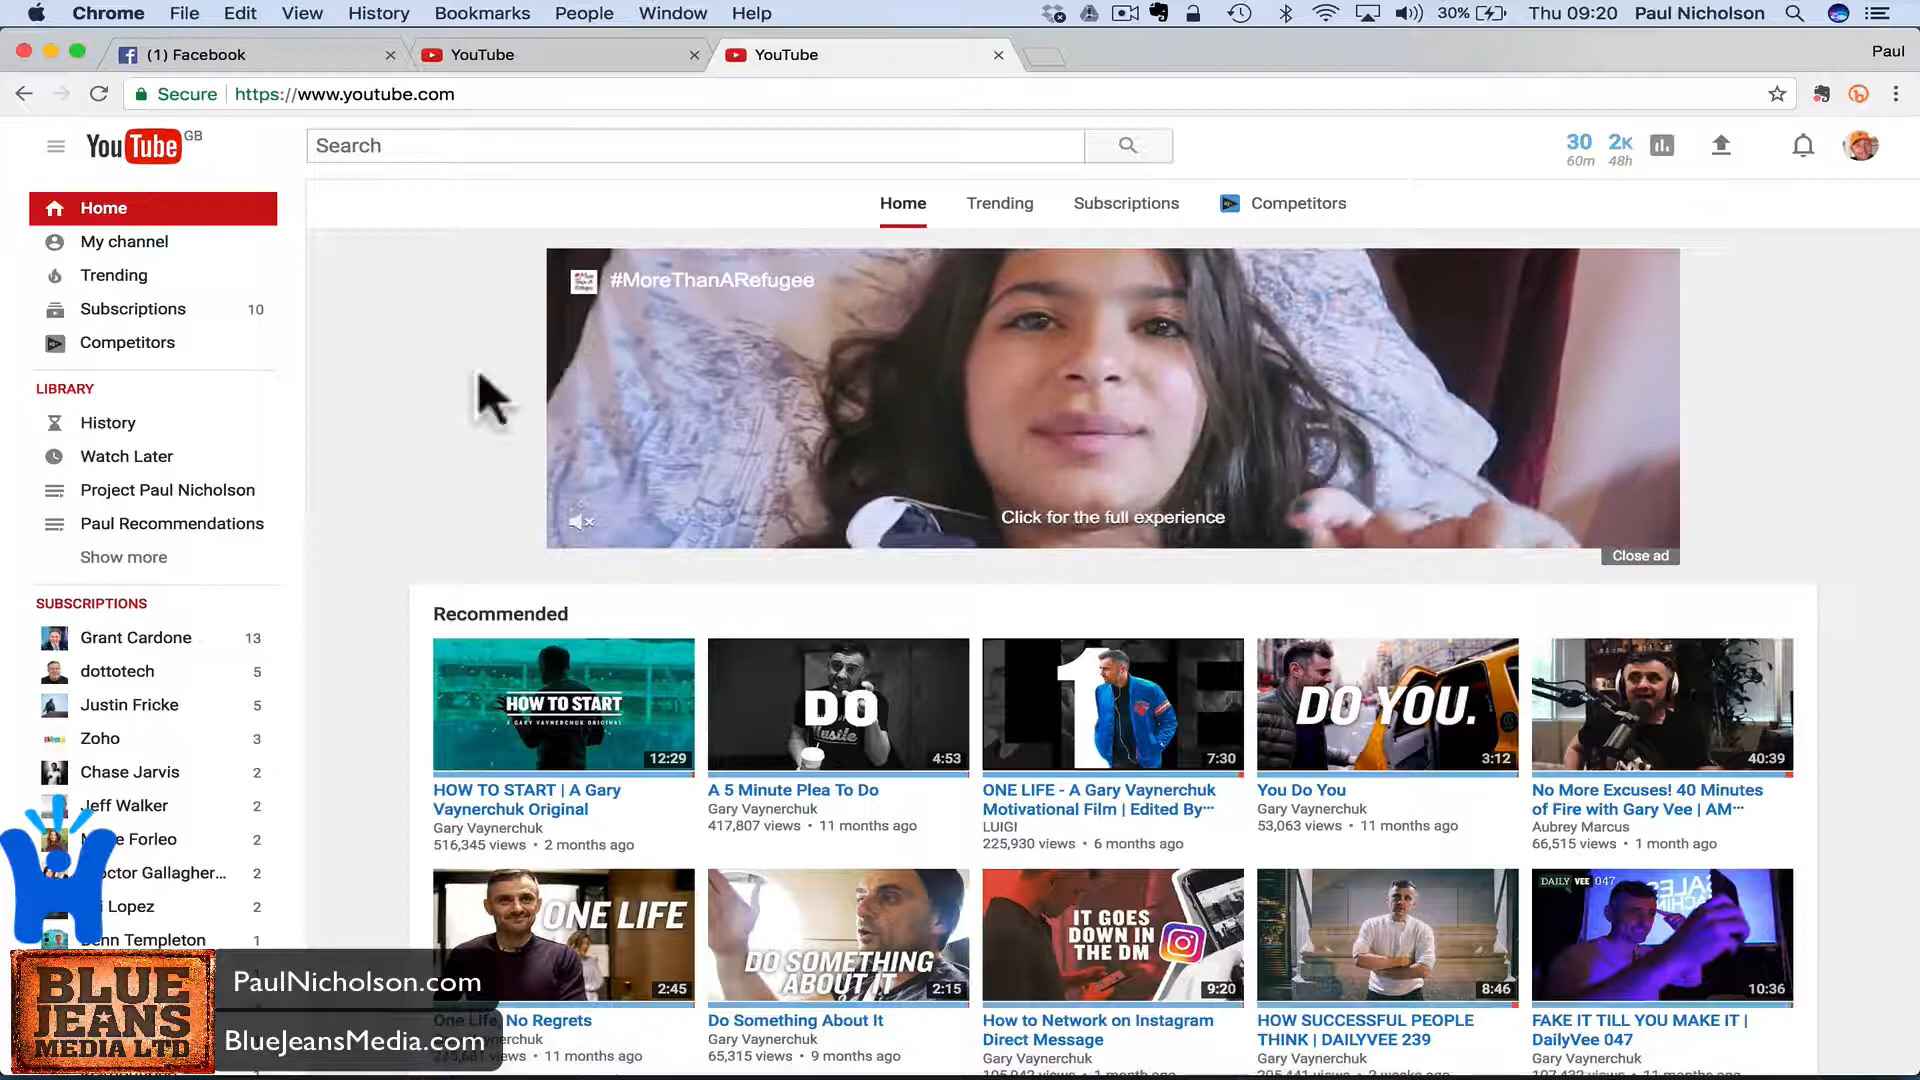 Chrome File Edit View History Bookmarks People Window Help 30% Thu 09:20 Paul Nicholson
(1) Facebook YouTube YouTube Paul
Secure https://www.youtube.com
YouTube GB
Search
30 60m 2K 48h
Home
My channel
Trending
Subscriptions 10
Competitors
LIBRARY
History
Watch Later
Project Paul Nicholson
Paul Recommendations
Show more
SUBSCRIPTIONS
Grant Cardone 13
dottotech 5
Justin Fricke 5
Zoho 3
Chase Jarvis 2
Jeff Walker 2
Forleo 2
Gallagher... 2
Lopez 2
Templeton 1
Home Trending Subscriptions Competitors
#MoreThanARefugee
Click for the full experience
Close ad
Recommended
HOW TO START
A GARY VAYNERCHUK ORIGINAL
12:29
HOW TO START | A Gary
Vaynerchuk Original
Gary Vaynerchuk
516,345 views • 2 months ago
DO
Hustle
4:53
A 5 Minute Plea To Do
Gary Vaynerchuk
417,807 views • 11 months ago
1
7:30
ONE LIFE - A Gary Vaynerchuk
Motivational Film | Edited By...
LUIGI
225,930 views • 6 months ago
DO YOU.
3:12
You Do You
Gary Vaynerchuk
53,063 views • 11 months ago
40:39
No More Excuses! 40 Minutes
of Fire with Gary Vee | AM...
Aubrey Marcus
66,515 views • 1 month ago
ONE LIFE
2:45
One Life, No Regrets
11 months ago
DO SOMETHING
ABOUT IT
2:15
Do Something About It
Gary Vaynerchuk
65,315 views • 9 months ago
IT GOES
DOWN IN
THE DM
9:20
How to Network on Instagram
Direct Message
Gary Vaynerchuk
8:46
HOW SUCCESSFUL PEOPLE
THINK | DAILYVEE 239
Gary Vaynerchuk
DAILY VEE 047
10:36
FAKE IT TILL YOU MAKE IT |
DailyVee 047
Gary Vaynerchuk
BLUE
JEANS
MEDIA LTD
PaulNicholson.com
BlueJeansMedia.com